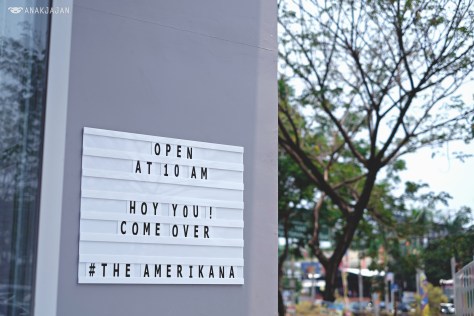 ANAKJAJAN
OPEN
AT 10 AM
HOY YOU!
COME OVER
#THE AMERIKANA